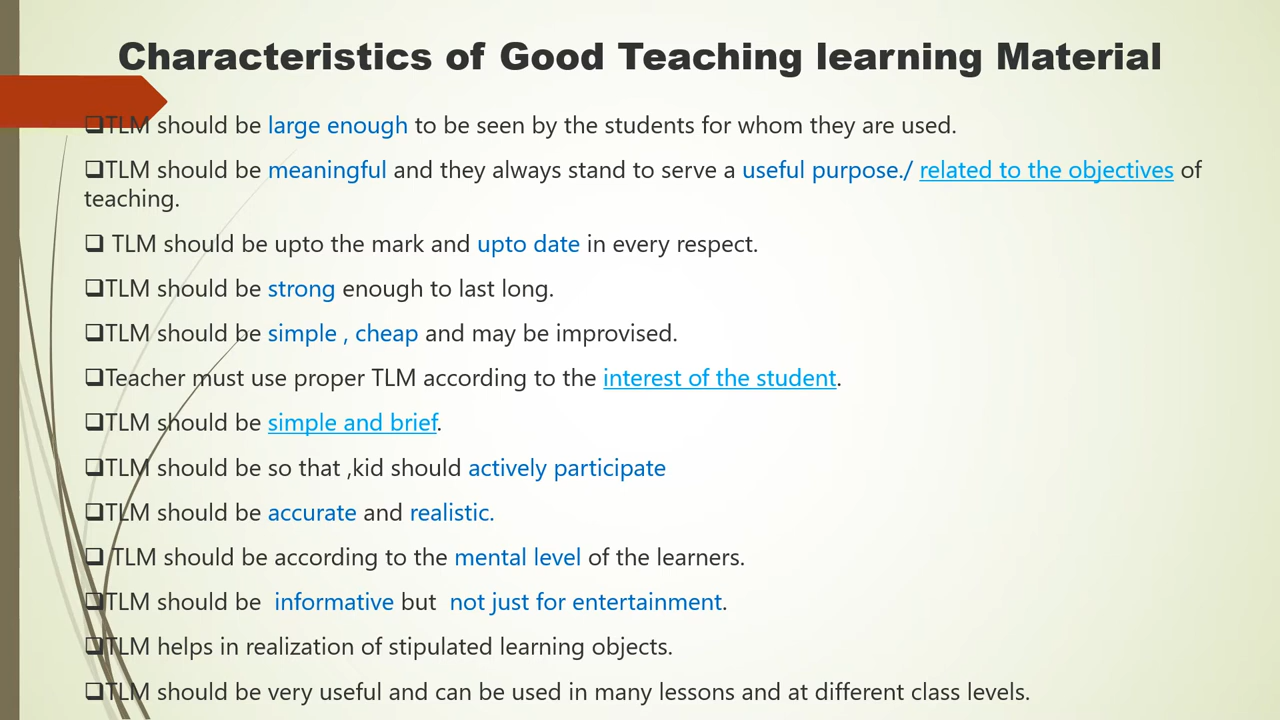 Characteristics of Good Teaching learning Material
❑TLM should be large enough to be seen by the students for whom they are used.
❑TLM should be meaningful and they always stand to serve a useful purpose./ related to the objectives of
teaching.
❑ TLM should be upto the mark and upto date in every respect.
❑TLM should be strong enough to last long.
❑TLM should be simple , cheap and may be improvised.
❑Teacher must use proper TLM according to the interest of the student.
❑TLM should be simple and brief.
❑TLM should be so that ,kid should actively participate
❑TLM should be accurate and realistic.
❑ TLM should be according to the mental level of the learners.
❑TLM should be  informative but  not just for entertainment.
❑TLM helps in realization of stipulated learning objects.
❑TLM should be very useful and can be used in many lessons and at different class levels.